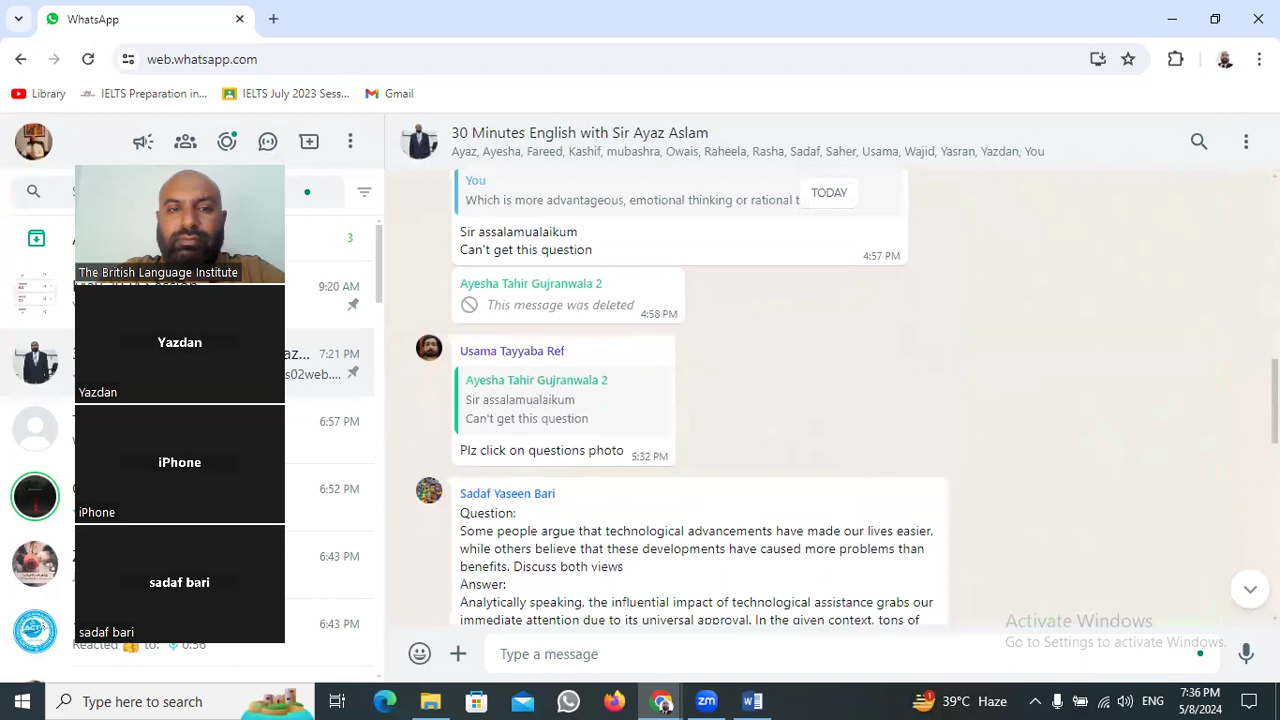 WhatsApp
web.whatsapp.com
Library
IELTS Preparation in...
IELTS July 2023 Sess...
Gmail
30 Minutes English with Sir Ayaz Aslam
Ayaz, Ayesha, Fareed, Kashif, mubashra, Owais, Raheela, Rasha, Sadaf, Saher, Usama, Wajid, Yasran, Yazdan, You
3
9:20 AM
7:21 PM
s02web....
6:57 PM
6:52 PM
6:43 PM
6:43 PM
Reacted 👍 to: 0:56
The British Language Institute
Yazdan
Yazdan
iPhone
iPhone
sadaf bari
sadaf bari
TODAY
You
Which is more advantageous, emotional thinking or rational t
Sir assalamualaikum
Can't get this question
4:57 PM
Ayesha Tahir Gujranwala 2
This message was deleted
4:58 PM
Usama Tayyaba Ref
Ayesha Tahir Gujranwala 2
Sir assalamualaikum
Can't get this question
Plz click on questions photo
5:32 PM
Sadaf Yaseen Bari
Question:
Some people argue that technological advancements have made our lives easier,
while others believe that these developments have caused more problems than
benefits. Discuss both views
Answer:
Analytically speaking, the influential impact of technological assistance grabs our
immediate attention due to its universal approval. In the given context, tons of
Type a message
Activate Windows
Go to Settings to activate Windows.
Type here to search
39°C Haze
ENG
7:36 PM
5/8/2024